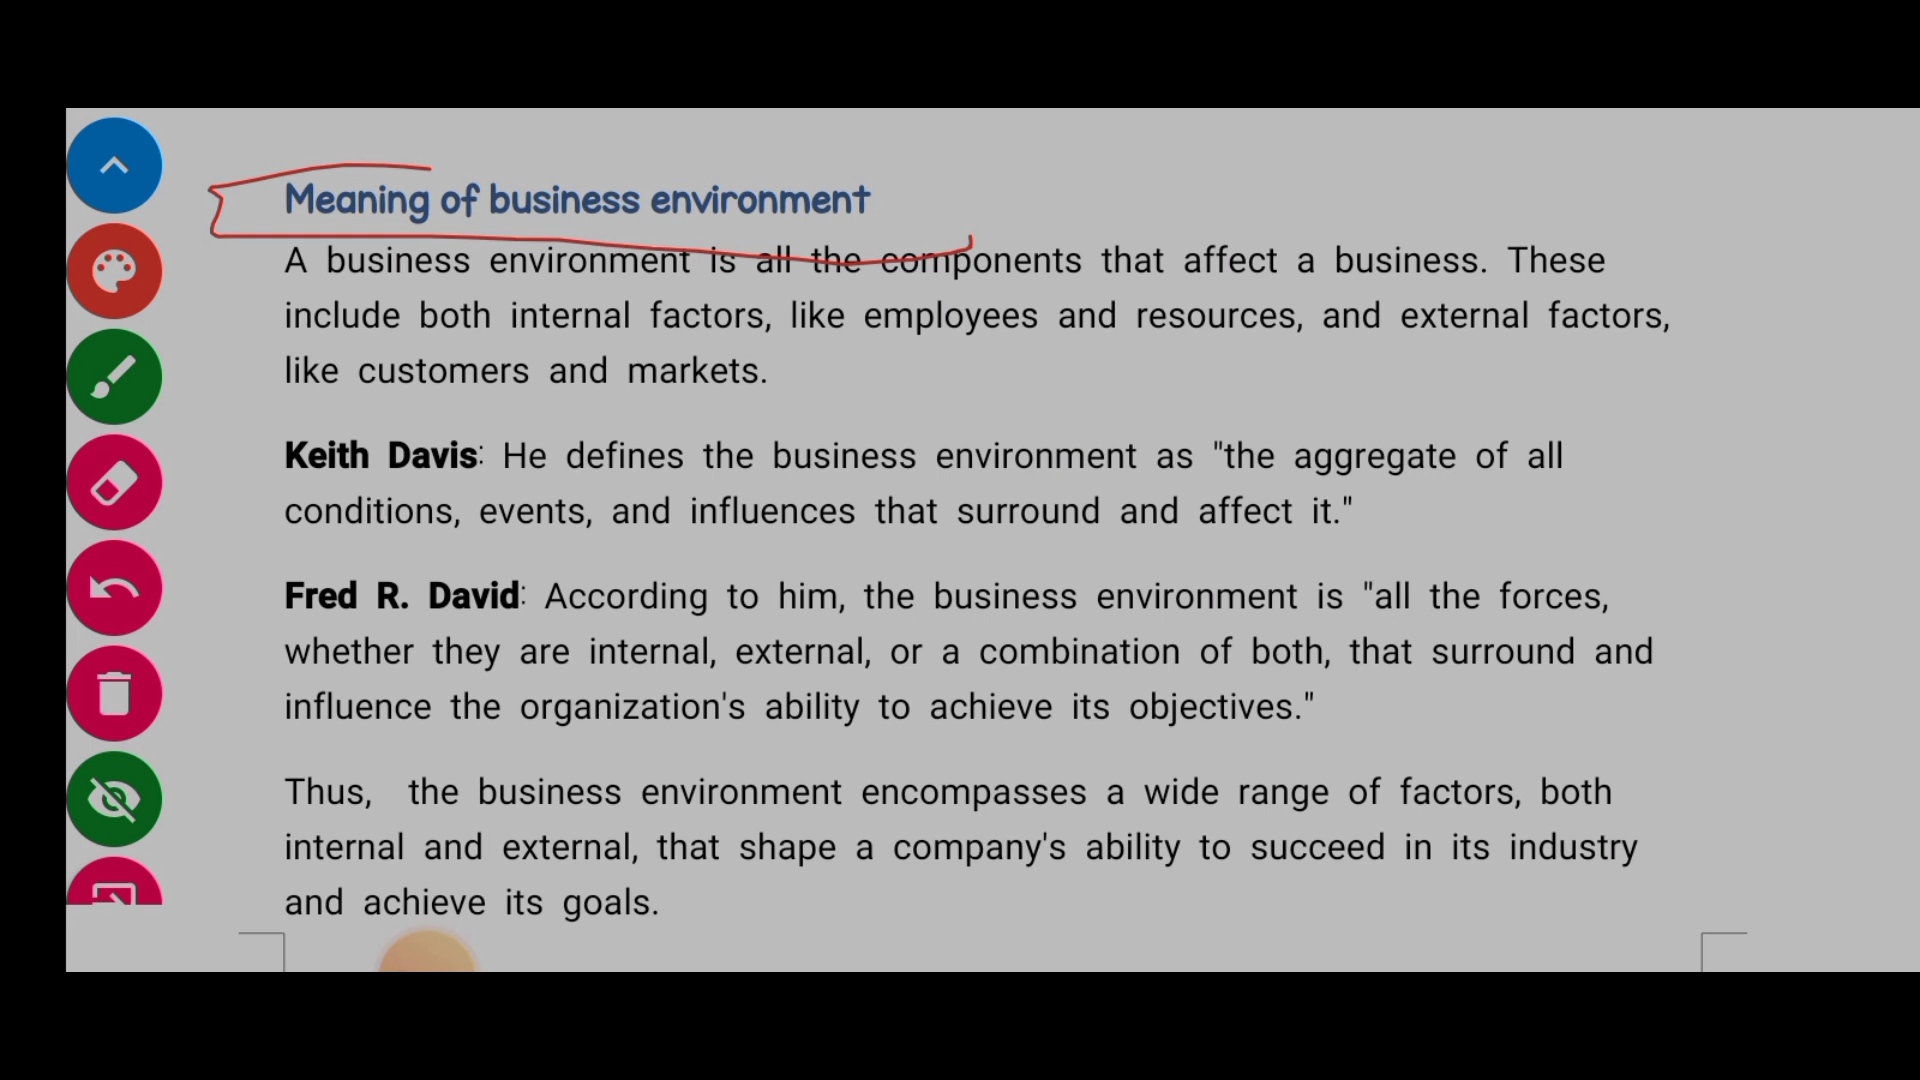 Meaning of business environment
A business environment is all the components that affect a business. These
include both internal factors, like employees and resources, and external factors,
like customers and markets.
Keith Davis: He defines the business environment as "the aggregate of all
conditions, events, and influences that surround and affect it."
Fred R. David: According to him, the business environment is "all the forces,
whether they are internal, external, or a combination of both, that surround and
influence the organization's ability to achieve its objectives."
Thus, the business environment encompasses a wide range of factors, both
internal and external, that shape a company's ability to succeed in its industry
and achieve its goals.